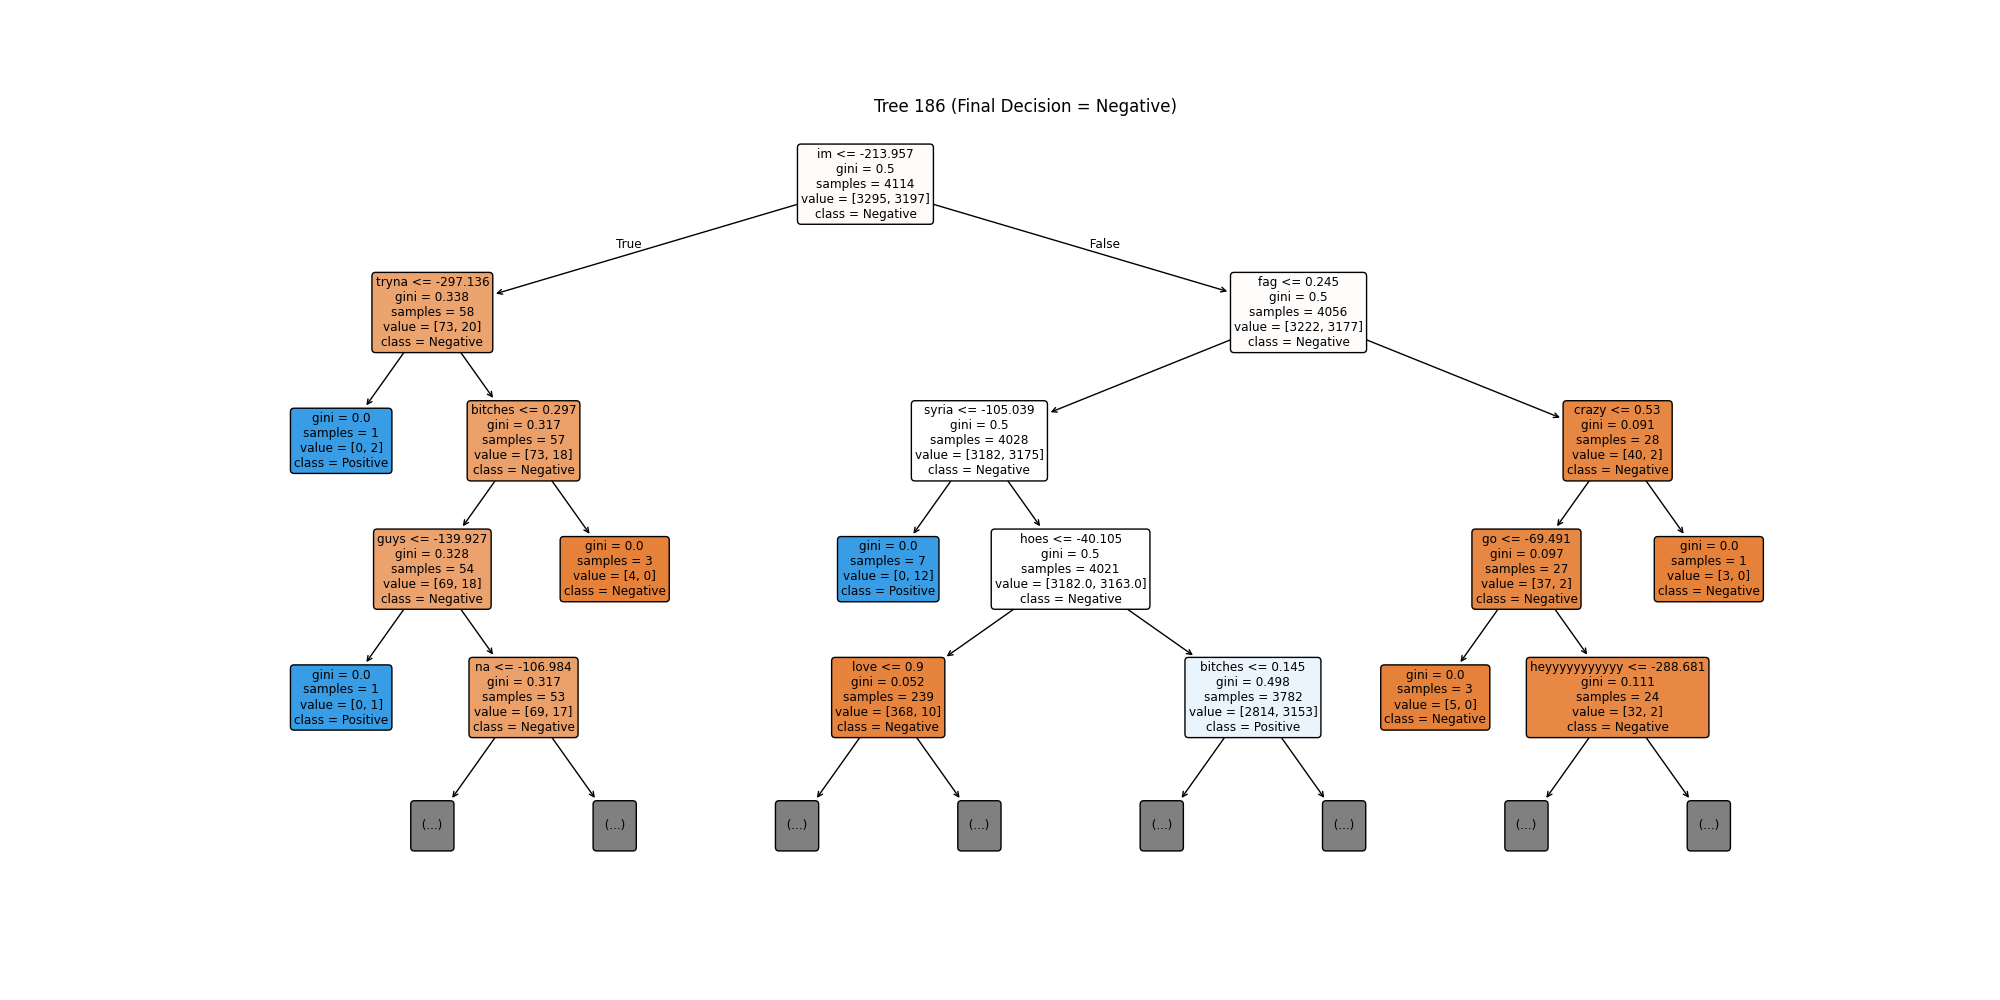 Tree 186 (Final Decision = Negative)
im <= -213.957
gini = 0.5
samples = 4114
value = [3295, 3197]
class = Negative
True
False
tryna <= -297.136
gini = 0.338
samples = 58
value = [73, 20]
class = Negative
fag <= 0.245
gini = 0.5
samples = 4056
value = [3222, 3177]
class = Negative
gini = 0.0
samples = 1
value = [0, 2]
class = Positive
bitches <= 0.297
gini = 0.317
samples = 57
value = [73, 18]
class = Negative
syria <= -105.039
gini = 0.5
samples = 4028
value = [3182, 3175]
class = Negative
crazy <= 0.53
gini = 0.091
samples = 28
value = [40, 2]
class = Negative
guys <= -139.927
gini = 0.328
samples = 54
value = [69, 18]
class = Negative
gini = 0.0
samples = 3
value = [4, 0]
class = Negative
gini = 0.0
samples = 7
value = [0, 12]
class = Positive
hoes <= -40.105
gini = 0.5
samples = 4021
value = [3182.0, 3163.0]
class = Negative
go <= -69.491
gini = 0.097
samples = 27
value = [37, 2]
class = Negative
gini = 0.0
samples = 1
value = [3, 0]
class = Negative
gini = 0.0
samples = 1
value = [0, 1]
class = Positive
na <= -106.984
gini = 0.317
samples = 53
value = [69, 17]
class = Negative
love <= 0.9
gini = 0.052
samples = 239
value = [368, 10]
class = Negative
bitches <= 0.145
gini = 0.498
samples = 3782
value = [2814, 3153]
class = Positive
gini = 0.0
samples = 3
value = [5, 0]
class = Negative
heyyyyyyyyyyy <= -288.681
gini = 0.111
samples = 24
value = [32, 2]
class = Negative
(...)
(...)
(...)
(...)
(...)
(...)
(...)
(...)